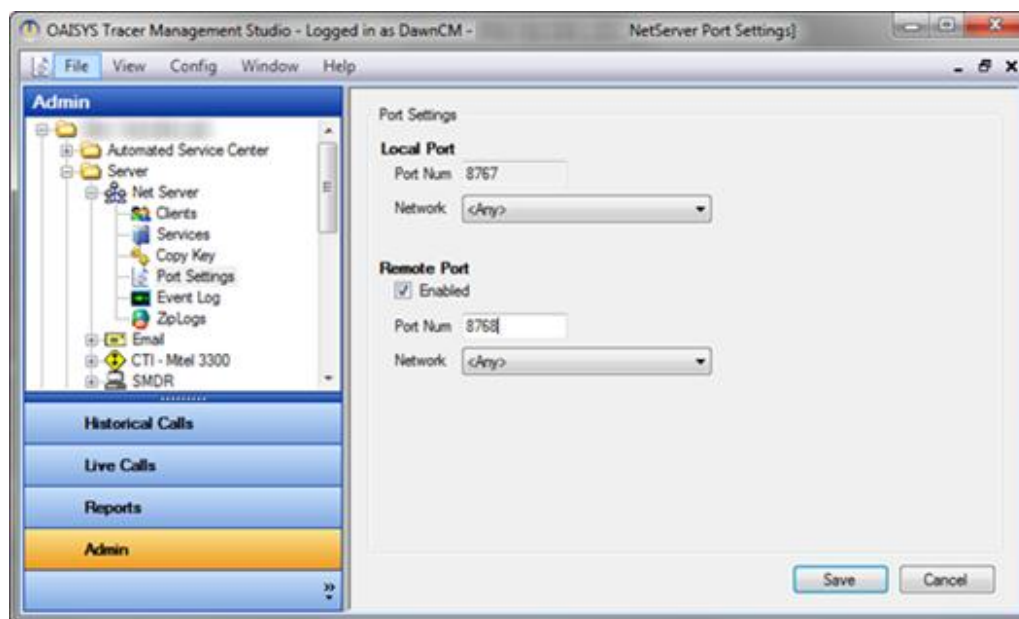 OAISYS Tracer Management Studio - Logged in as DawnCM - NetServer Port Settings]
File View Config Window Help
Admin
Automated Service Center
Server
Net Server
Clients
Services
Copy Key
Port Settings
Event Log
ZipLogs
Email
CTI - Mitel 3300
SMDR
Historical Calls
Live Calls
Reports
Admin
Port Settings
Local Port
Port Num 8767
Network <Any>
Remote Port
Enabled
Port Num 8768
Network <Any>
Save Cancel